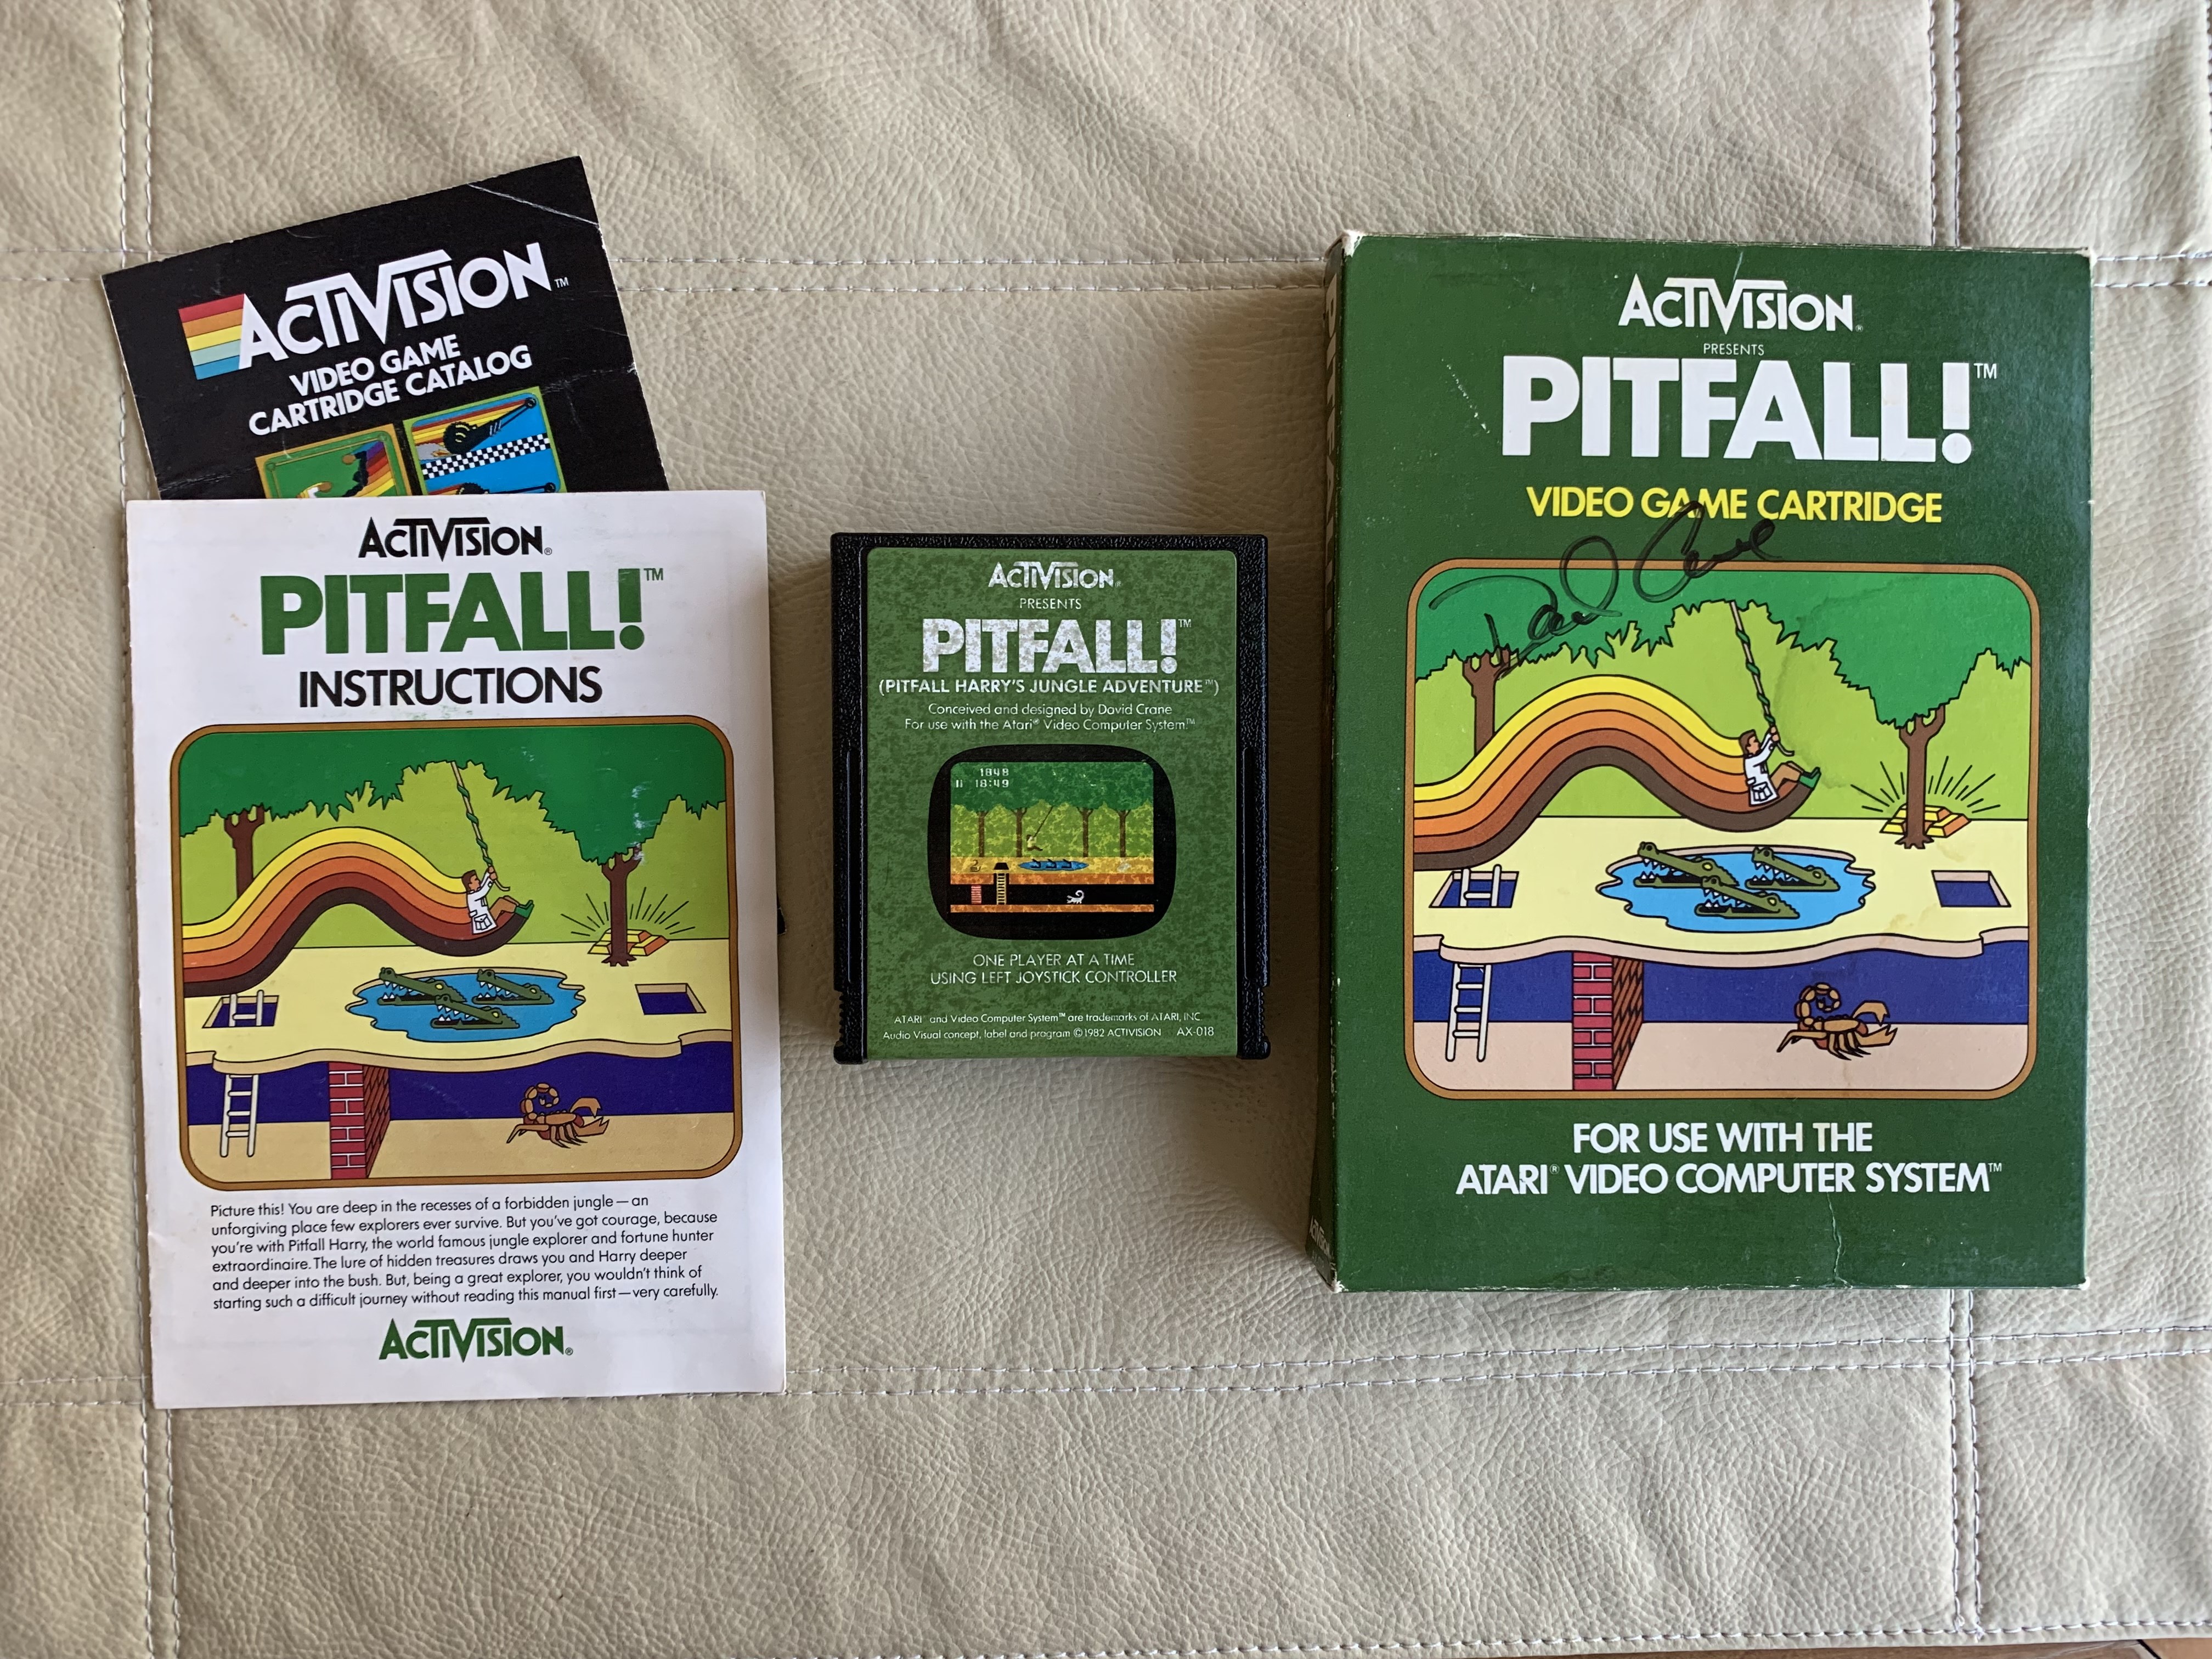 ACTIVISION™
VIDEO GAME
CARTRIDGE CATALOG
ACTIVISION®
PITFALL!™
INSTRUCTIONS
Picture this! You are deep in the recesses of a forbidden jungle—an
unforgiving place few explorers ever survive. But you've got courage, because
you're with Pitfall Harry, the world famous jungle explorer and fortune hunter
extraordinaire. The lure of hidden treasures draws you and Harry deeper
and deeper into the bush. But, being a great explorer, you wouldn't think of
starting such a difficult journey without reading this manual first—very carefully.
ACTIVISION®
ACTIVISION®
PRESENTS
PITFALL!™
(PITFALL HARRY'S JUNGLE ADVENTURE™)
Conceived and designed by David Crane
For use with the Atari® Video Computer System™
1848
18:49
ONE PLAYER AT A TIME
USING LEFT JOYSTICK CONTROLLER
ATARI® and Video Computer System™ are trademarks of ATARI, INC.
Audio Visual concept, label and program ©1982 ACTIVISION AX-018
ACTIVISION®
PRESENTS
PITFALL!™
VIDEO GAME CARTRIDGE
David Crane
FOR USE WITH THE
ATARI® VIDEO COMPUTER SYSTEM™
ACTIVISION